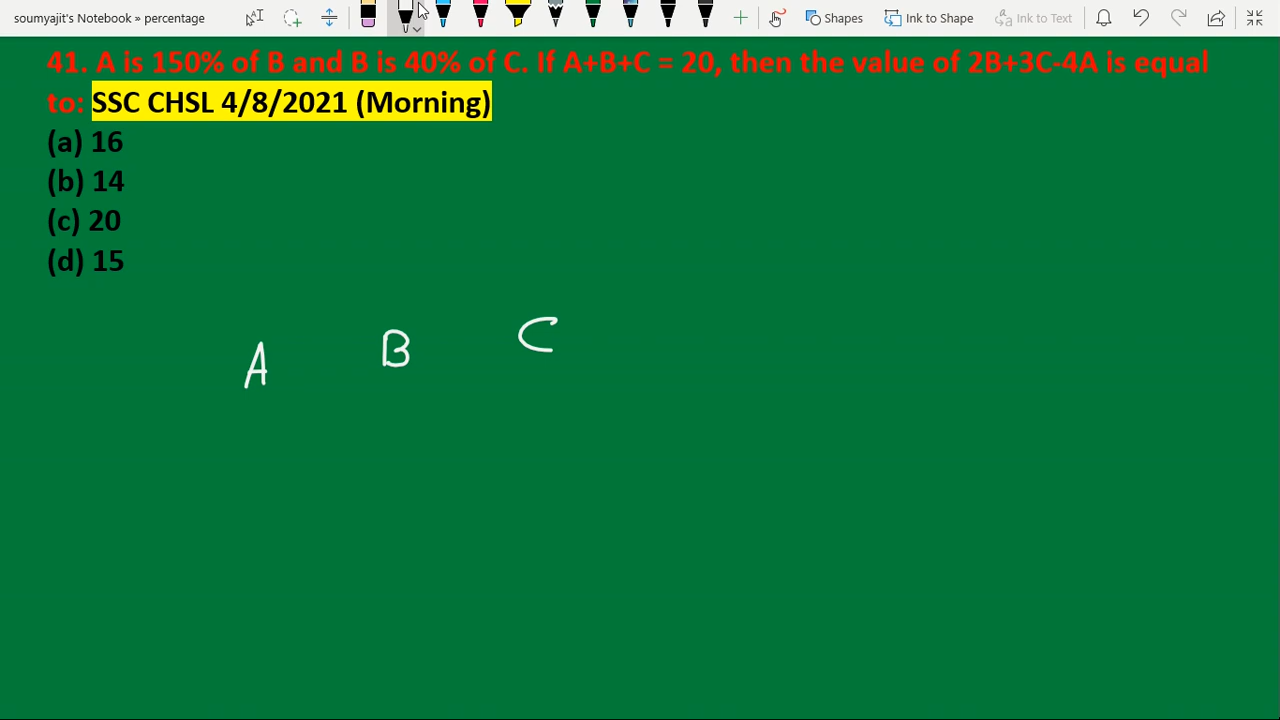 soumyajit's Notebook » percentage
Shapes
Ink to Shape
Ink to Text
41. A is 150% of B and B is 40% of C. If A+B+C = 20, then the value of 2B+3C-4A is equal
to: SSC CHSL 4/8/2021 (Morning)
(a) 16
(b) 14
(c) 20
(d) 15
A B C